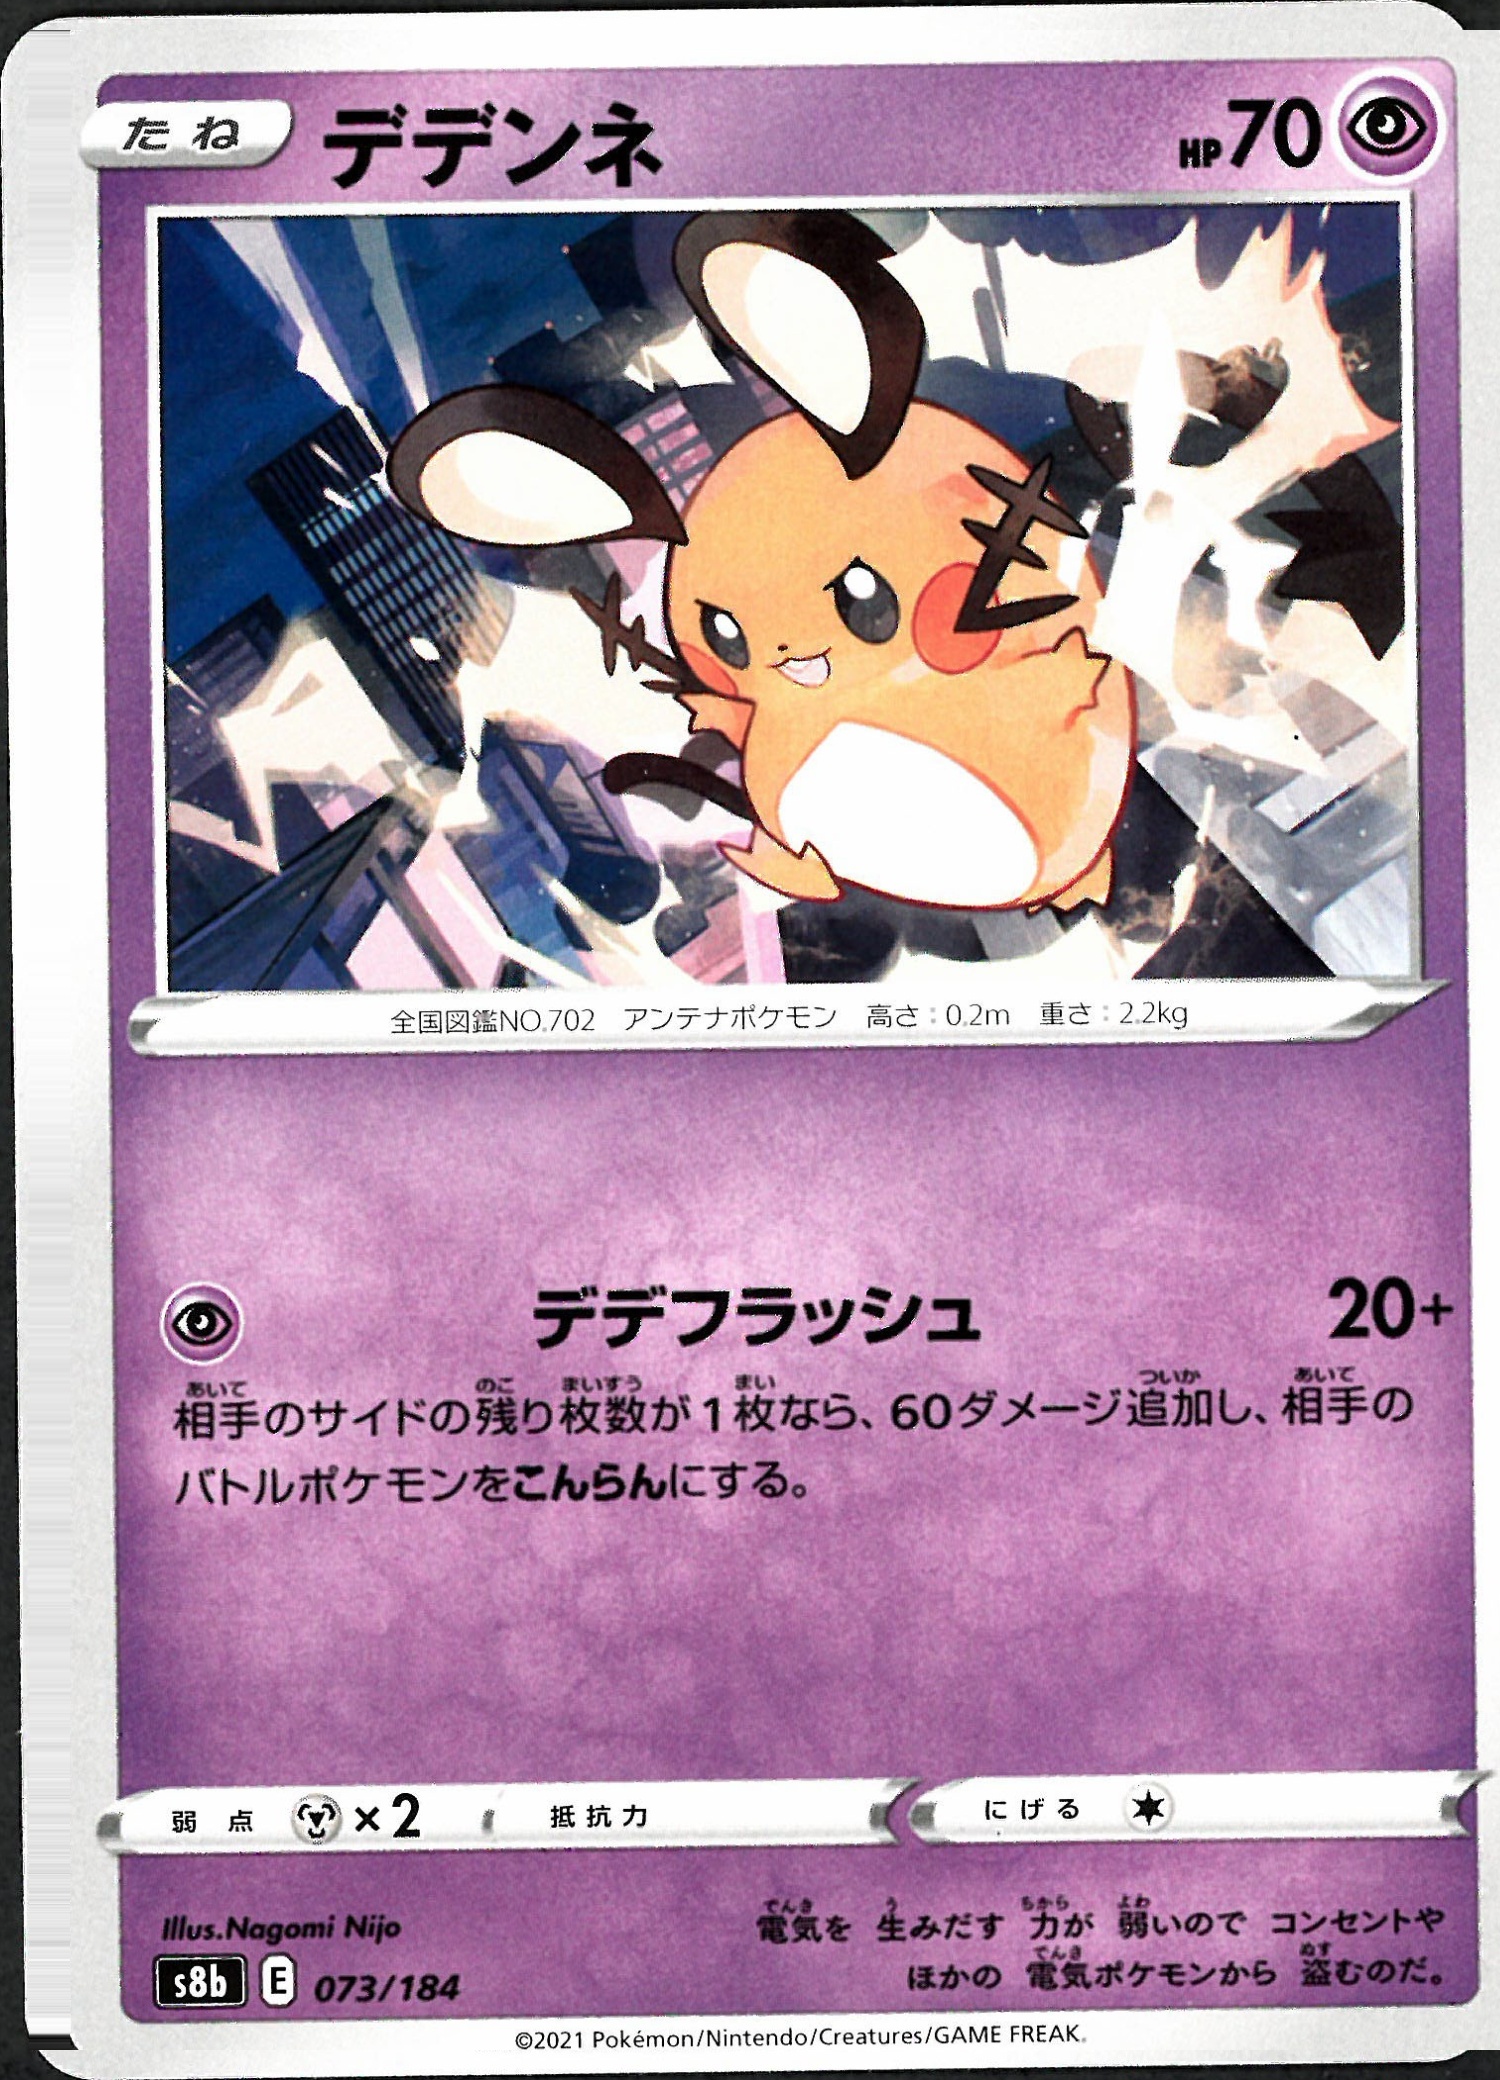 たね デデンネ HP70
全国図鑑NO.702 アンテナポケモン 高さ:0.2m 重さ:2.2kg
デデフラッシュ 20+
あいて のこ まいすう まい ついか あいて
相手のサイドの残り枚数が1枚なら、60ダメージ追加し、相手の
バトルポケモンをこんらんにする。
弱点 ×2 抵抗力 にげる
Illus.Nagomi Nijo
でんき う ちから よわ
電気を 生みだす 力が 弱いので コンセントや
でんき ぬす
ほかの 電気ポケモンから 盗むのだ。
s8b E 073/184
©2021 Pokémon/Nintendo/Creatures/GAME FREAK.